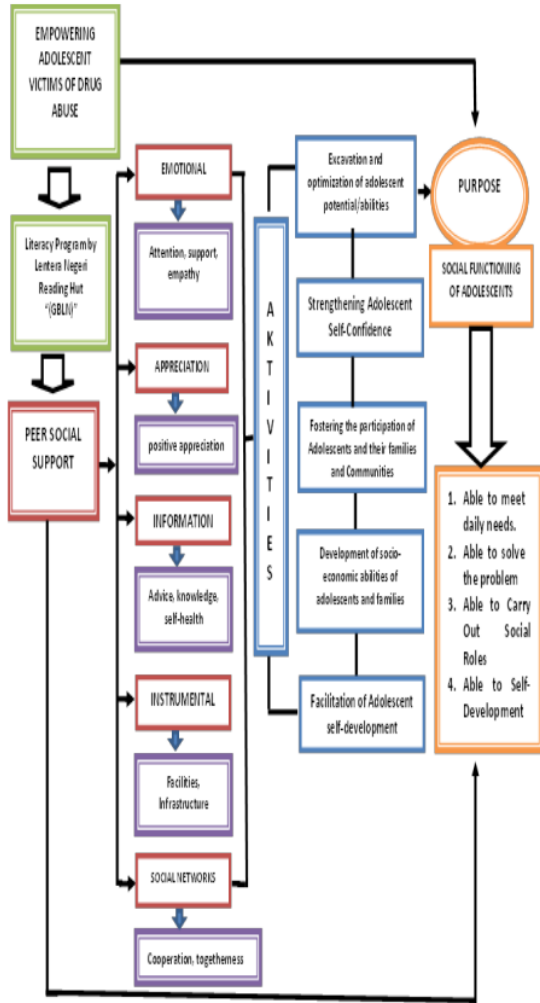 EMPOWERING
ADOLESCENT
VICTIMS OF DRUG
ABUSE
Literacy Program by
Lentera Negeri
Reading Hut
"(GBLN)"
PEER SOCIAL
SUPPORT
EMOTIONAL
Attention, support,
empathy
APPRECIATION
positive appreciation
INFORMATION
Advice, knowledge,
self-health
INSTRUMENTAL
Facilities,
Infrastructure
SOCIAL NETWORKS
Cooperation, togetherness
A
K
T
I
V
I
T
I
E
S
Excavation and
optimization of adolescent
potential/abilities
Strengthening Adolescent
Self-Confidence
Fostering the participation of
Adolescents and their families
and Communities
Development of socio-
economic abilities of
adolescents and families
Facilitation of Adolescent
self-development
PURPOSE
SOCIAL FUNCTIONING
OF ADOLESCENTS
1. Able to meet
daily needs.
2. Able to solve
the problem
3. Able to Carry
Out Social
Roles
4. Able to Self-
Development